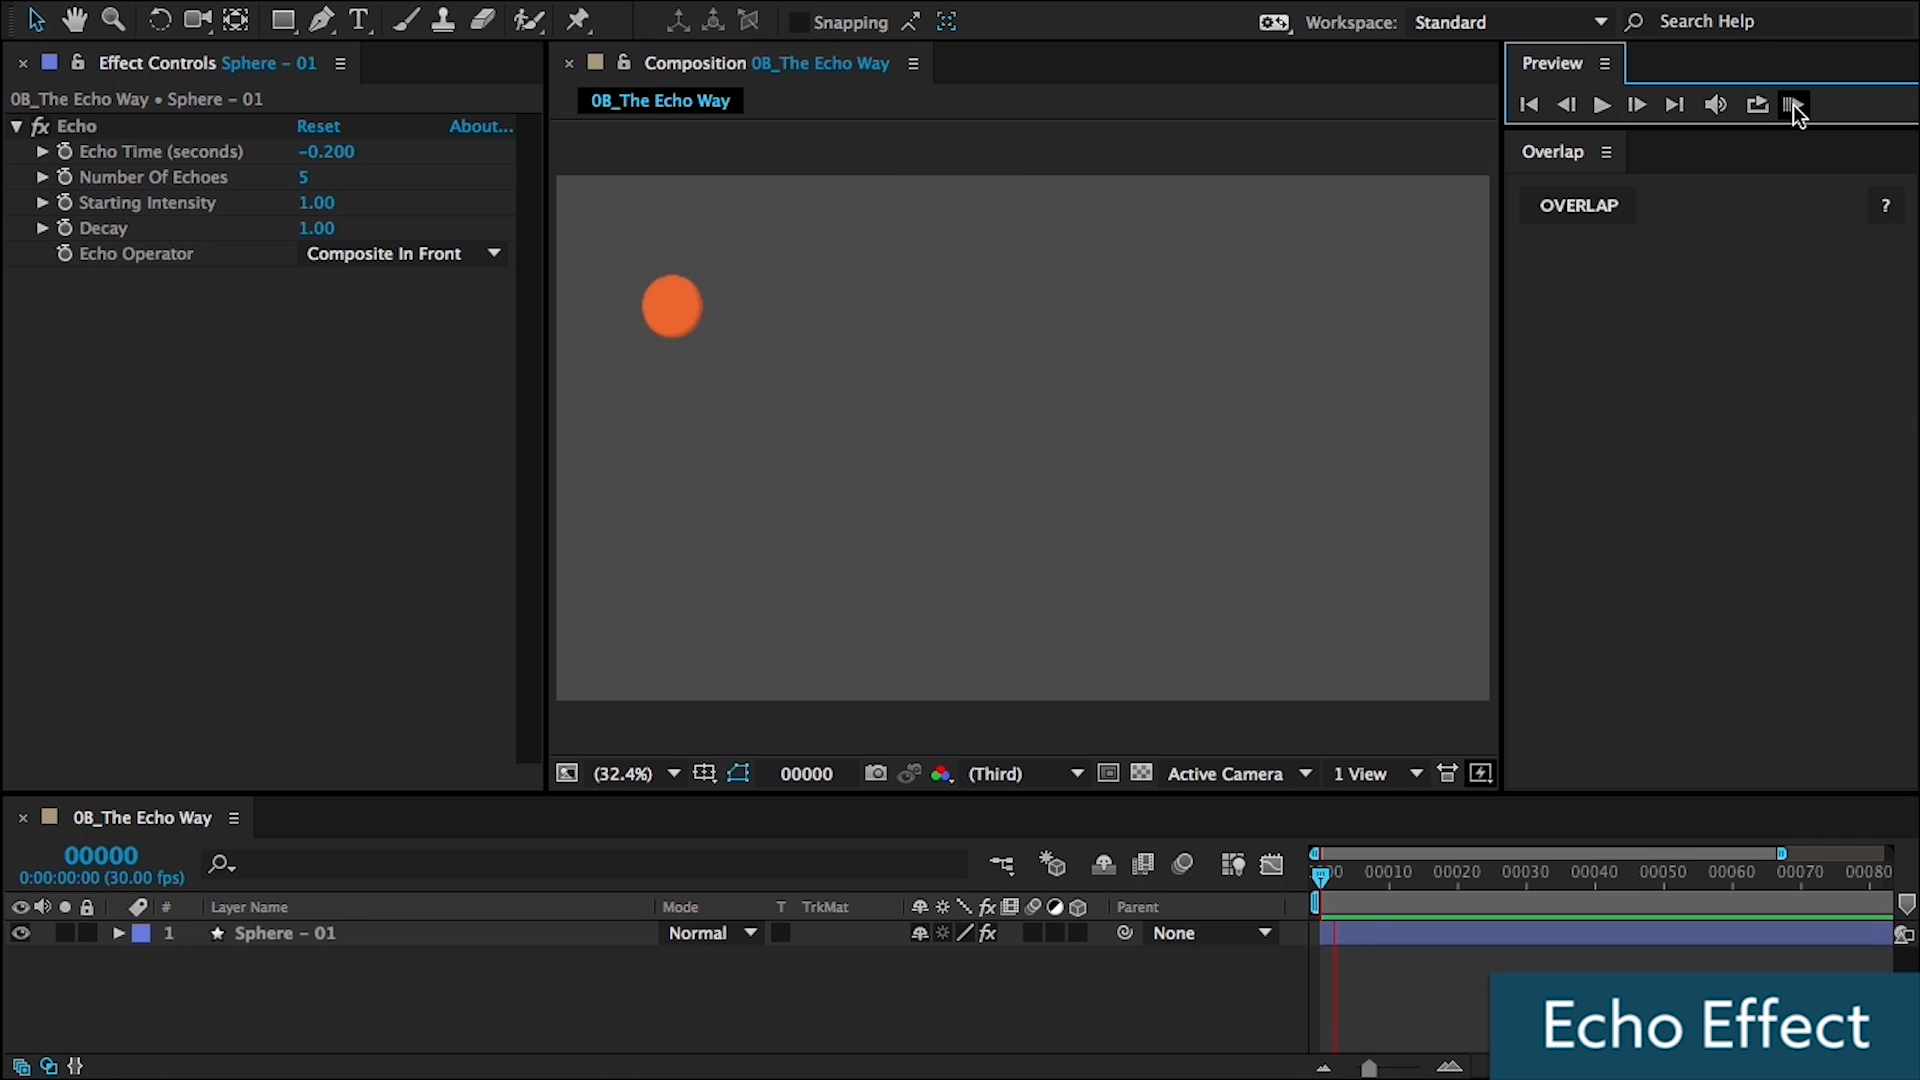 Snapping
Workspace: Standard
Search Help
Effect Controls Sphere - 01
0B_The Echo Way • Sphere - 01
fx Echo Reset About...
Echo Time (seconds) -0.200
Number Of Echoes 5
Starting Intensity 1.00
Decay 1.00
Echo Operator Composite In Front
Composition 0B_The Echo Way
0B_The Echo Way
Preview
Overlap
OVERLAP ?
(32.4%) 00000 (Third) Active Camera 1 View
0B_The Echo Way
00000
0:00:00:00 (30.00 fps)
00010 00020 00030 00040 00050 00060 00070 00080
# Layer Name Mode T TrkMat fx Parent
1 Sphere - 01 Normal fx None
Echo Effect